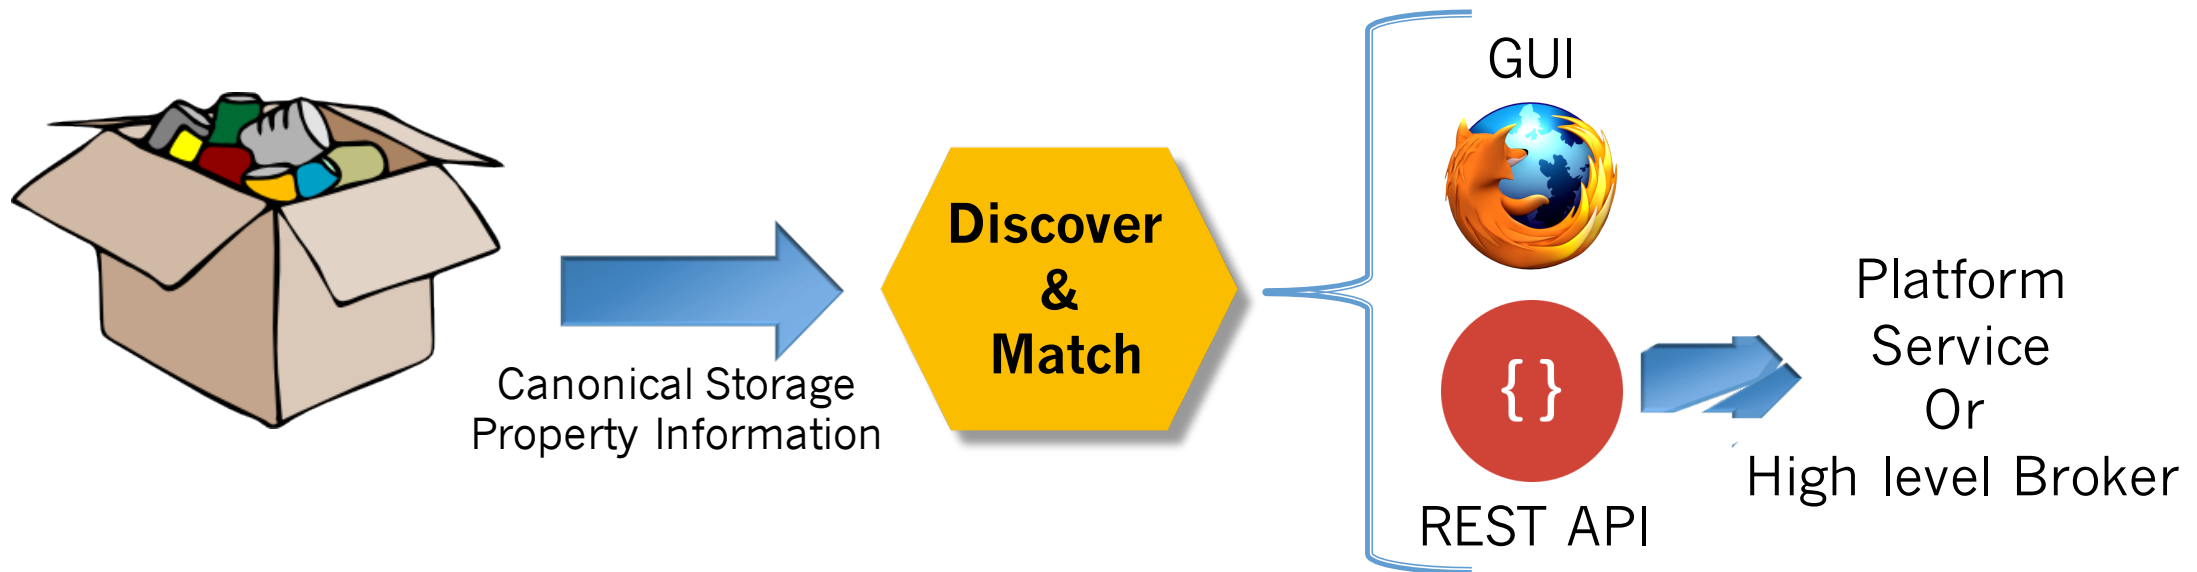 Canonical Storage
Property Information
Discover
&
Match
GUI
{ }
REST API
Platform
Service
Or
High level Broker